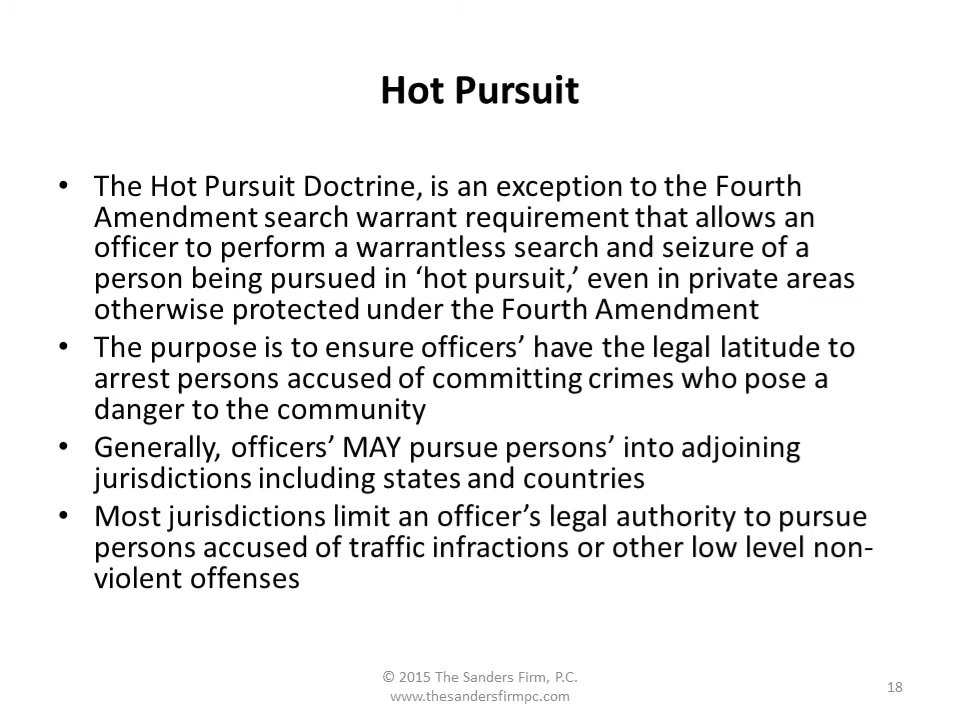 Hot Pursuit
• The Hot Pursuit Doctrine, is an exception to the Fourth
Amendment search warrant requirement that allows an
officer to perform a warrantless search and seizure of a
person being pursued in ‘hot pursuit,’ even in private areas
otherwise protected under the Fourth Amendment
• The purpose is to ensure officers’ have the legal latitude to
arrest persons accused of committing crimes who pose a
danger to the community
• Generally, officers’ MAY pursue persons’ into adjoining
jurisdictions including states and countries
• Most jurisdictions limit an officer’s legal authority to pursue
persons accused of traffic infractions or other low level non-
violent offenses
© 2015 The Sanders Firm, P.C.
www.thesandersfirmpc.com
18